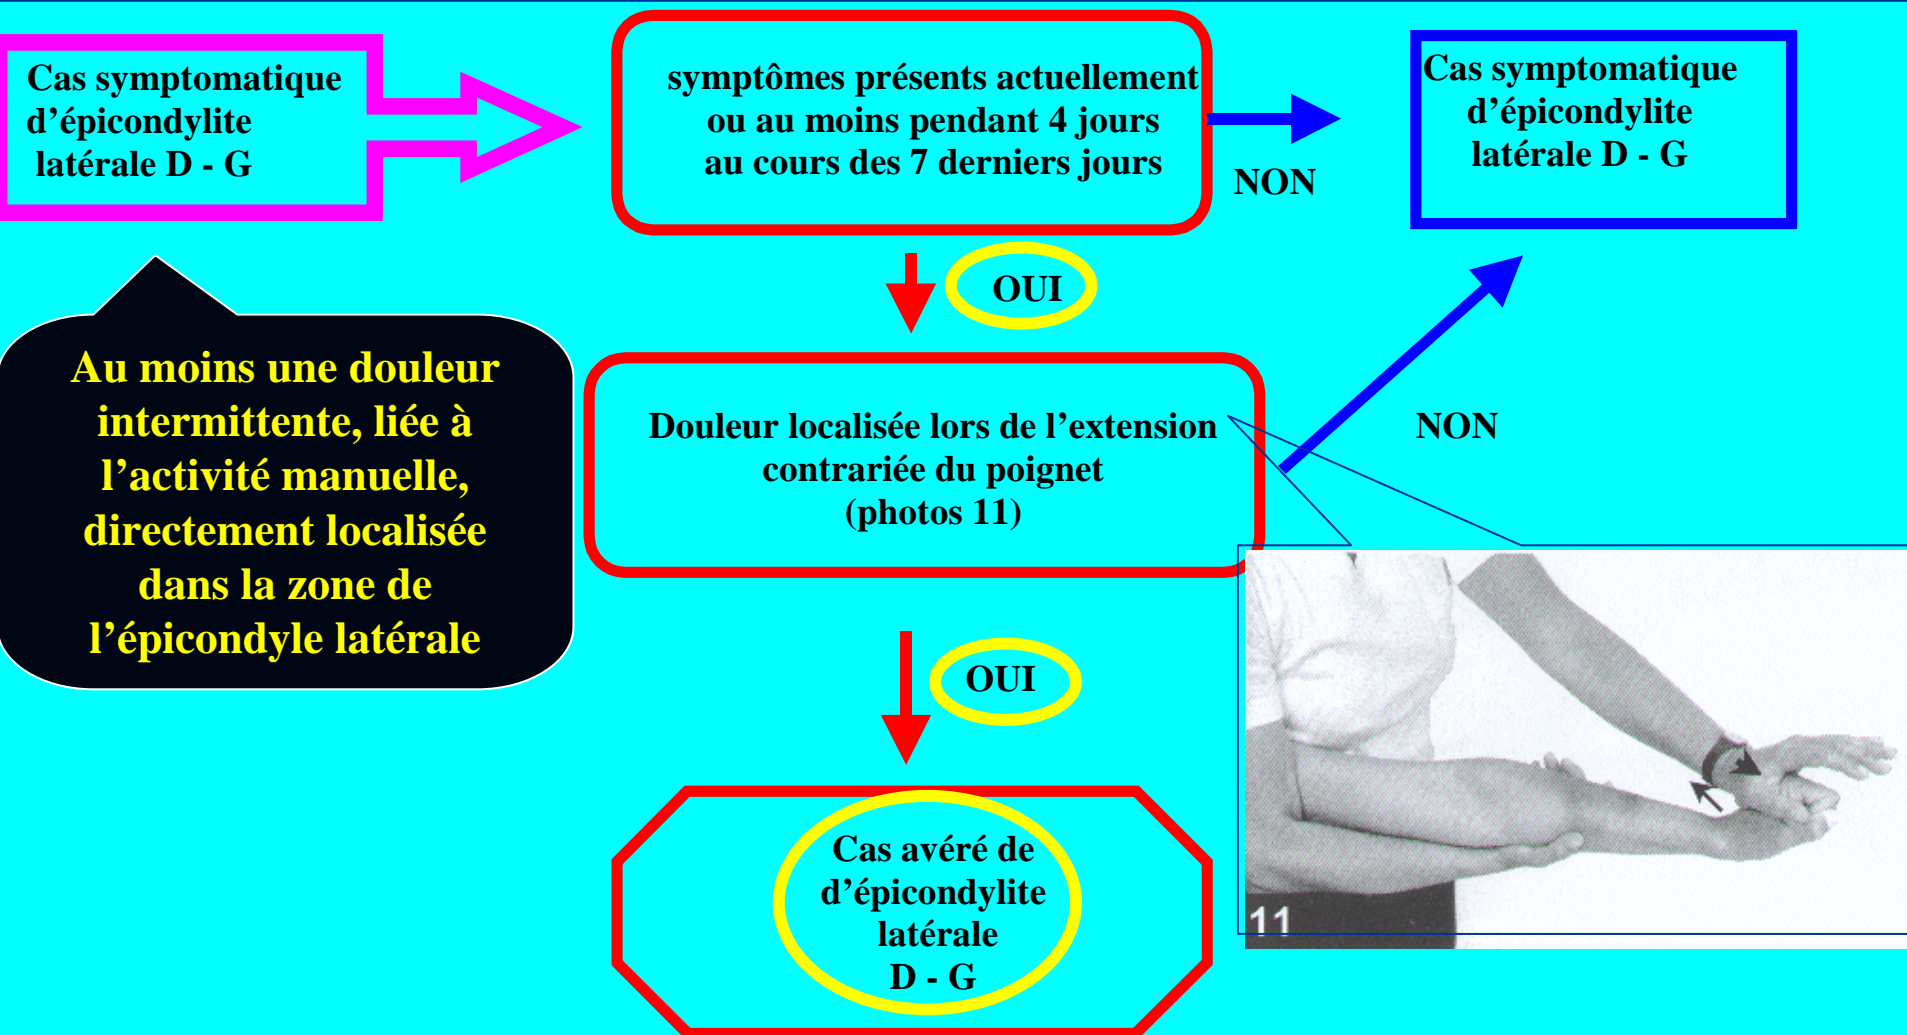 Cas symptomatique
d’épicondylite
latérale D - G
symptômes présents actuellement
ou au moins pendant 4 jours
au cours des 7 derniers jours
NON
Cas symptomatique
d’épicondylite
latérale D - G
OUI
Au moins une douleur
intermittente, liée à
l’activité manuelle,
directement localisée
dans la zone de
l’épicondyle latérale
Douleur localisée lors de l’extension
contrariée du poignet
(photos 11)
NON
OUI
Cas avéré de
d’épicondylite
latérale
D - G
11